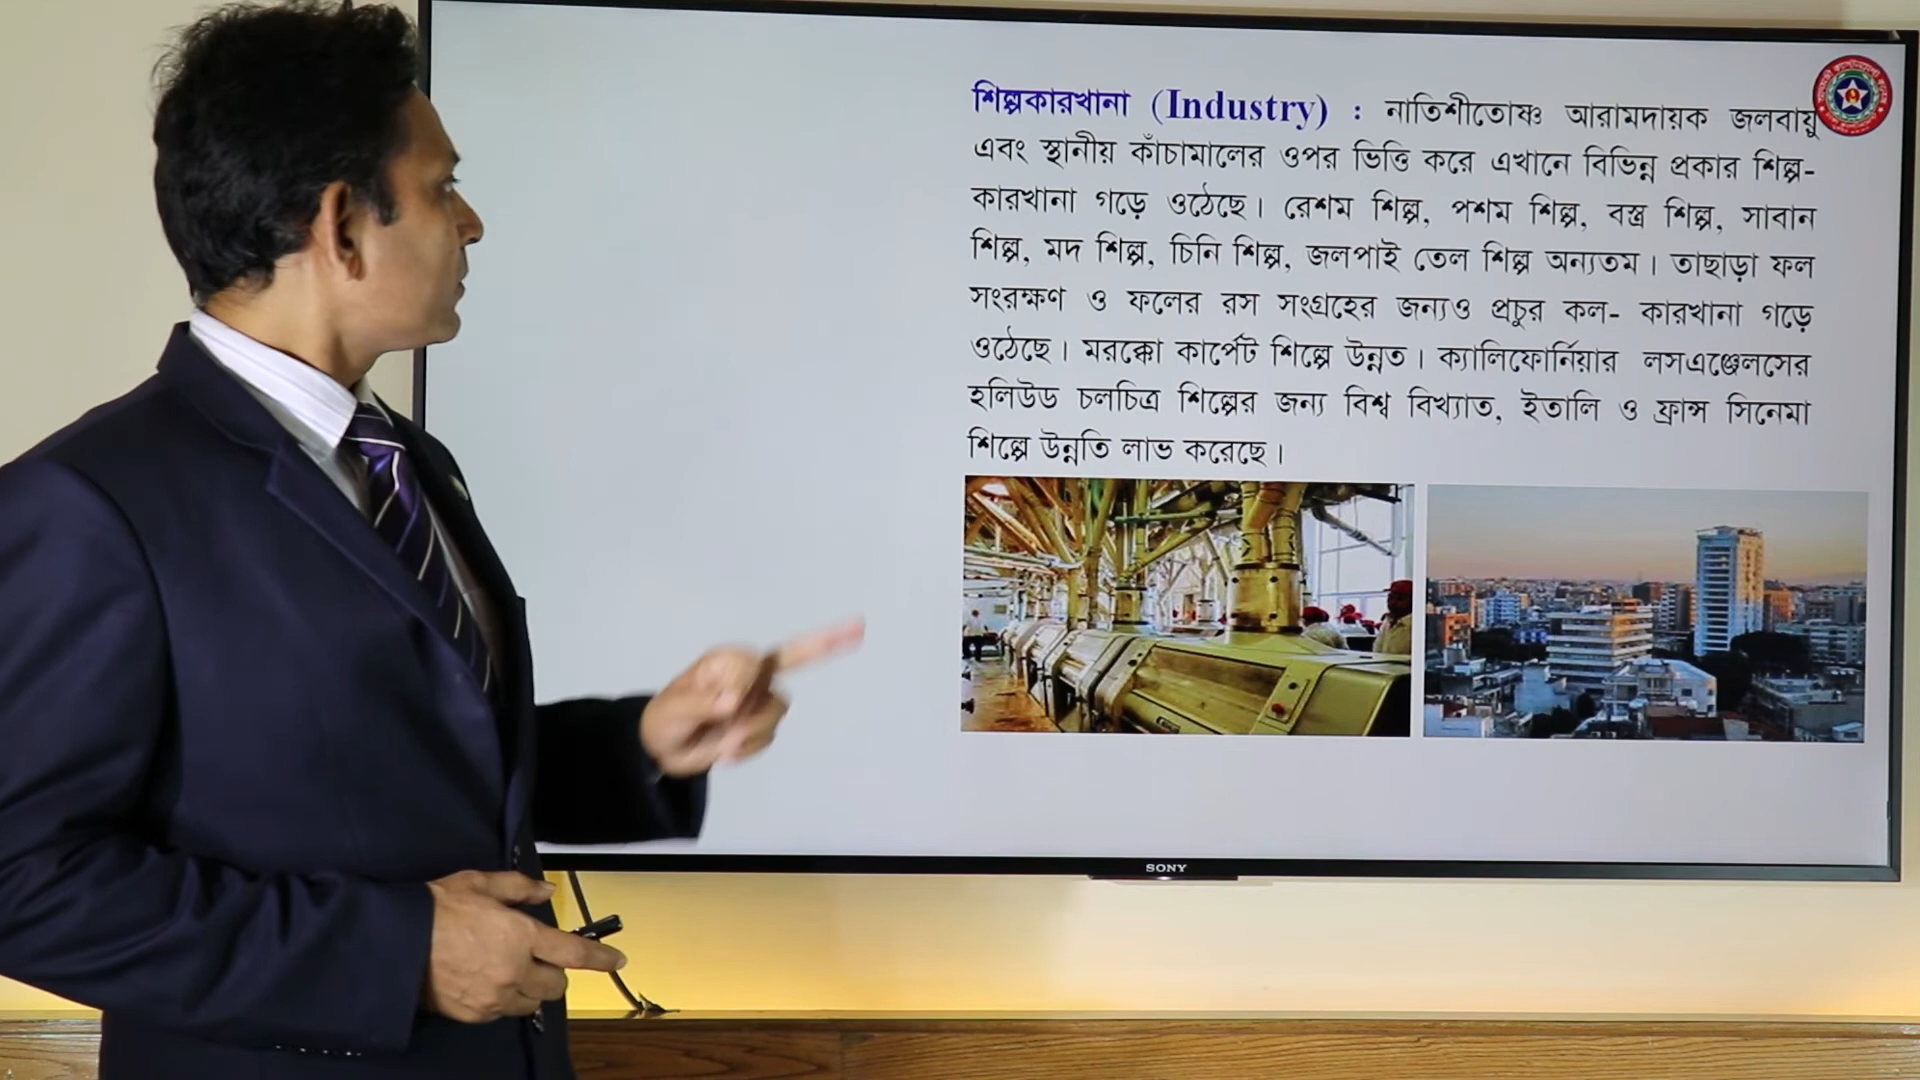 শিল্পকারখানা (Industry) : নাতিশীতোষ্ণ আরামদায়ক জলবায়ু
এবং স্থানীয় কাঁচামালের ওপর ভিত্তি করে এখানে বিভিন্ন প্রকার শিল্প-
কারখানা গড়ে ওঠেছে। রেশম শিল্প, পশম শিল্প, বস্ত্র শিল্প, সাবান
শিল্প, মদ শিল্প, চিনি শিল্প, জলপাই তেল শিল্প অন্যতম। তাছাড়া ফল
সংরক্ষণ ও ফলের রস সংগ্রহের জন্যও প্রচুর কল- কারখানা গড়ে
ওঠেছে। মরক্কো কার্পেট শিল্পে উন্নত। ক্যালিফোর্নিয়ার লসএঞ্জেলসের
হলিউড চলচিত্র শিল্পের জন্য বিশ্ব বিখ্যাত, ইতালি ও ফ্রান্স সিনেমা
শিল্পে উন্নতি লাভ করেছে।
SONY